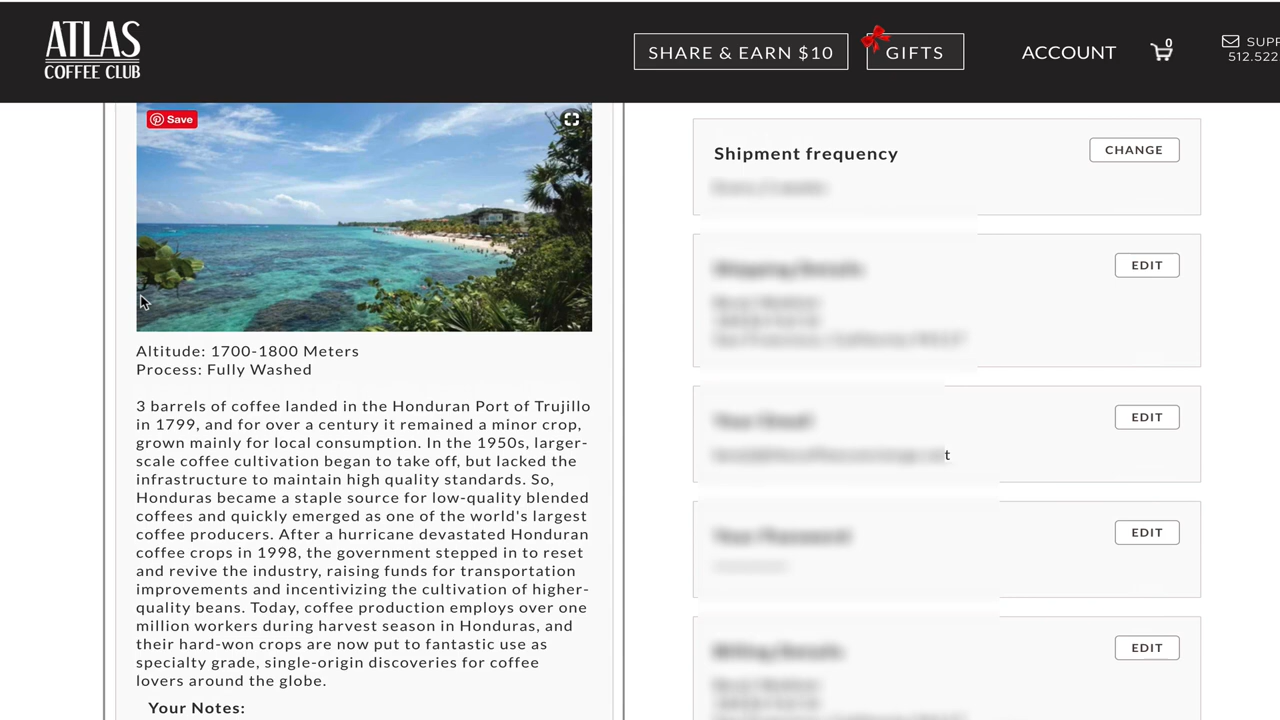 ATLAS
COFFEE CLUB
SHARE & EARN $10
GIFTS
ACCOUNT
0
SUPP
512.522
Save
Altitude: 1700-1800 Meters
Process: Fully Washed
3 barrels of coffee landed in the Honduran Port of Trujillo
in 1799, and for over a century it remained a minor crop,
grown mainly for local consumption. In the 1950s, larger-
scale coffee cultivation began to take off, but lacked the
infrastructure to maintain high quality standards. So,
Honduras became a staple source for low-quality blended
coffees and quickly emerged as one of the world's largest
coffee producers. After a hurricane devastated Honduran
coffee crops in 1998, the government stepped in to reset
and revive the industry, raising funds for transportation
improvements and incentivizing the cultivation of higher-
quality beans. Today, coffee production employs over one
million workers during harvest season in Honduras, and
their hard-won crops are now put to fantastic use as
specialty grade, single-origin discoveries for coffee
lovers around the globe.
Your Notes:
Shipment frequency
CHANGE
EDIT
EDIT
t
EDIT
EDIT